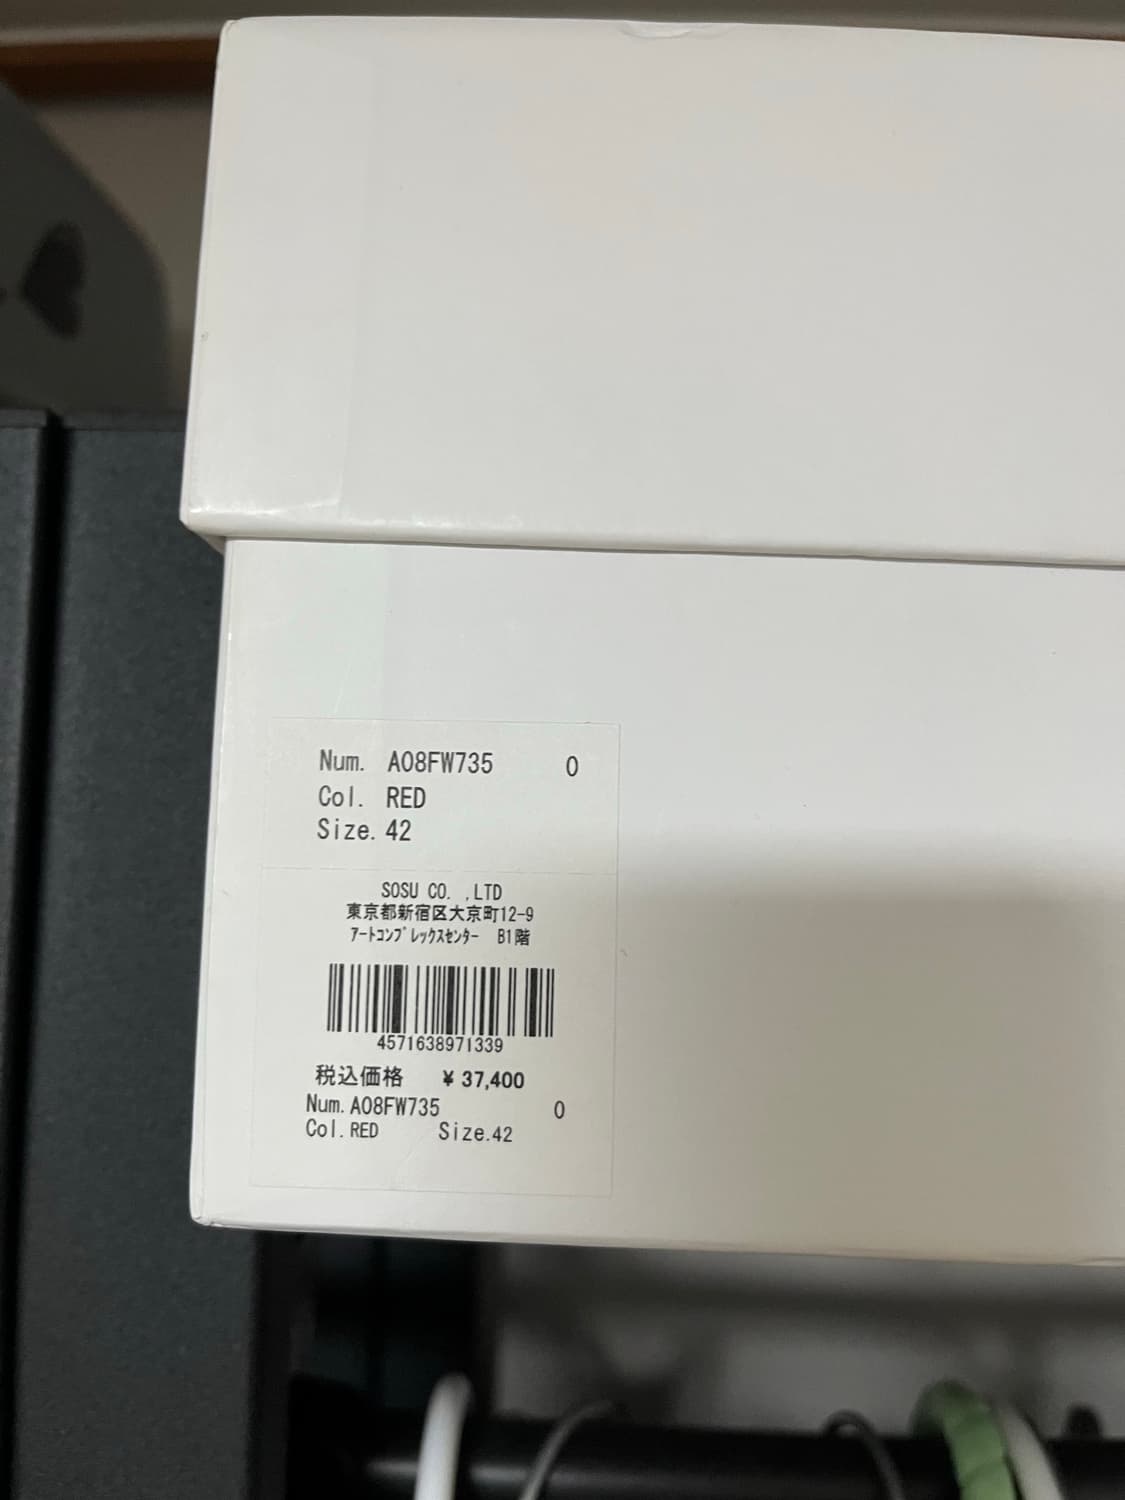 Num. A08FW735 0
Col. RED
Size. 42
SOSU CO. ,LTD
東京都新宿区大京町12-9
ｱｰﾄｺﾝﾌﾟﾚｯｸｽｾﾝﾀｰ B1階
4571638971339
税込価格 ¥ 37,400
Num. A08FW735 0
Col. RED Size. 42